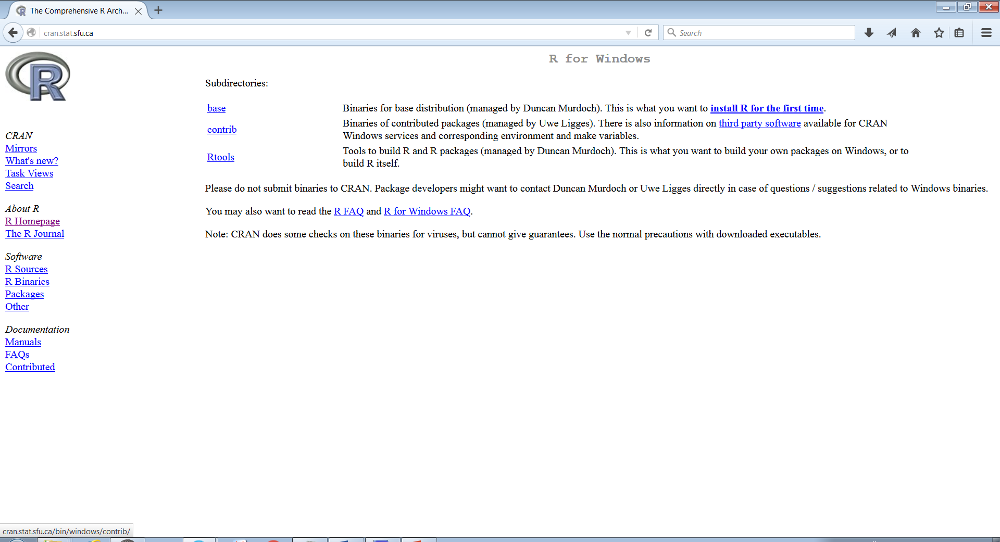 The Comprehensive R Arch...
cran.stat.sfu.ca
Search
R
R for Windows
Subdirectories:
base
Binaries for base distribution (managed by Duncan Murdoch). This is what you want to install R for the first time.
contrib
Binaries of contributed packages (managed by Uwe Ligges). There is also information on third party software available for CRAN
Windows services and corresponding environment and make variables.
Rtools
Tools to build R and R packages (managed by Duncan Murdoch). This is what you want to build your own packages on Windows, or to
build R itself.
Please do not submit binaries to CRAN. Package developers might want to contact Duncan Murdoch or Uwe Ligges directly in case of questions / suggestions related to Windows binaries.
You may also want to read the R FAQ and R for Windows FAQ.
Note: CRAN does some checks on these binaries for viruses, but cannot give guarantees. Use the normal precautions with downloaded executables.
CRAN
Mirrors
What's new?
Task Views
Search
About R
R Homepage
The R Journal
Software
R Sources
R Binaries
Packages
Other
Documentation
Manuals
FAQs
Contributed
cran.stat.sfu.ca/bin/windows/contrib/